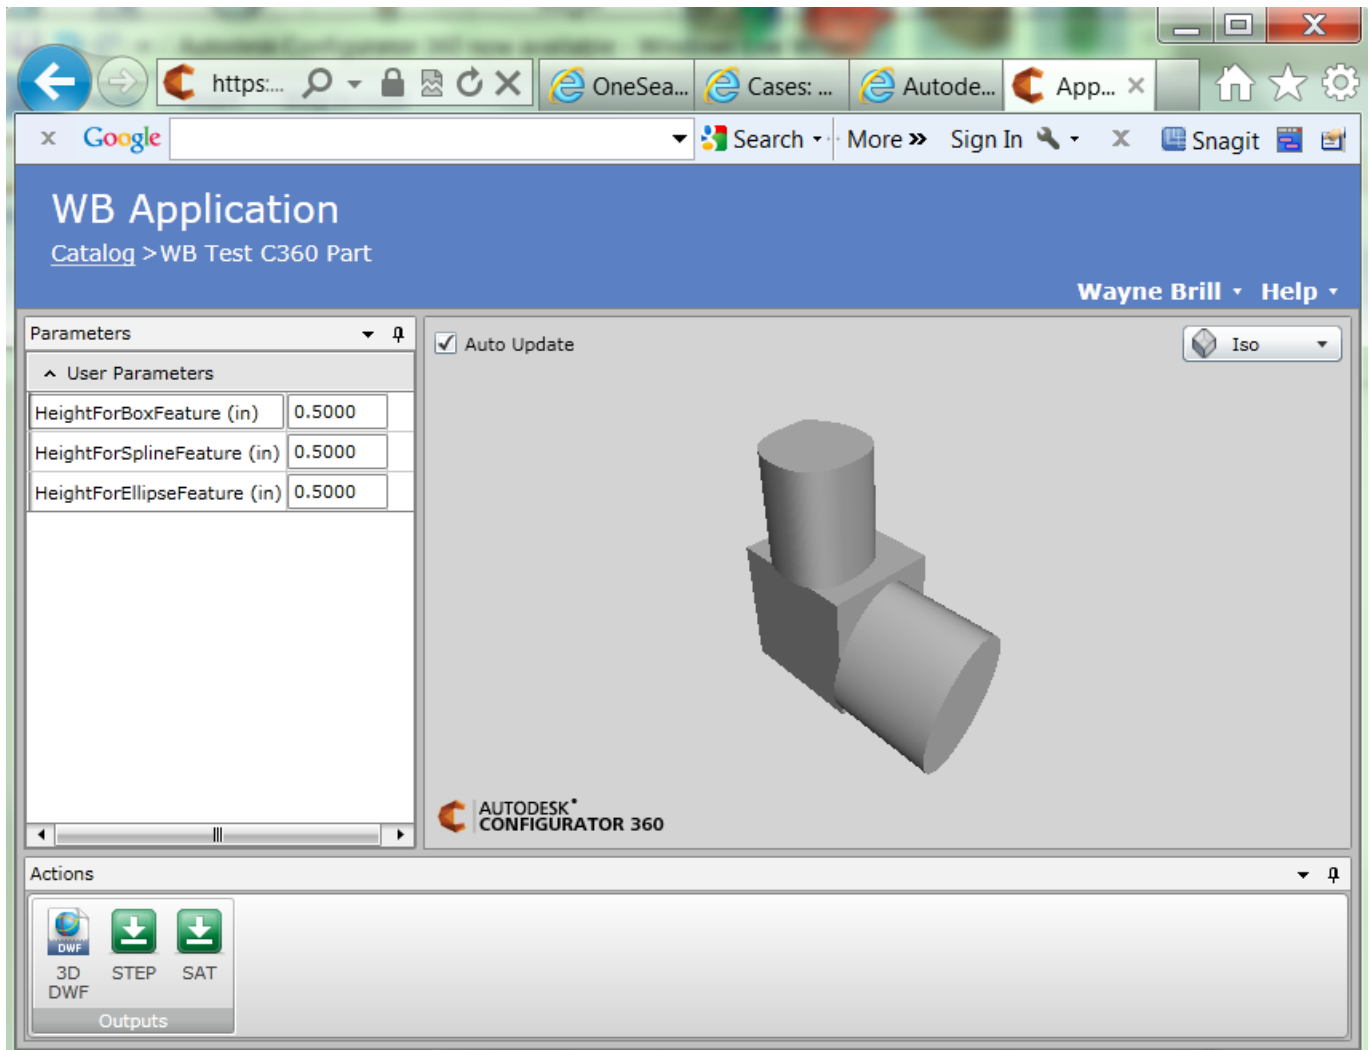 https:...
OneSea...
Cases: ...
Autode...
App...
x Google
Search
More »
Sign In
x
Snagit
WB Application
Catalog >WB Test C360 Part
Wayne Brill
Help
Parameters
User Parameters
HeightForBoxFeature (in) 0.5000
HeightForSplineFeature (in) 0.5000
HeightForEllipseFeature (in) 0.5000
Auto Update
Iso
AUTODESK®
CONFIGURATOR 360
Actions
DWF
3D
DWF
STEP
SAT
Outputs